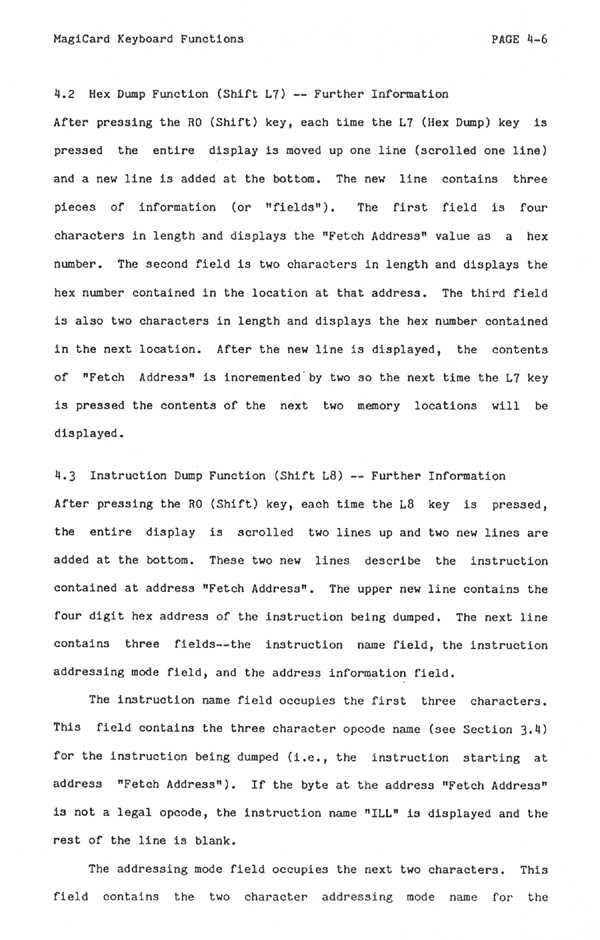 MagiCard Keyboard Functions PAGE 4-6
4.2 Hex Dump Function (Shift L7) -- Further Information
After pressing the R0 (Shift) key, each time the L7 (Hex Dump) key is
pressed the entire display is moved up one line (scrolled one line)
and a new line is added at the bottom. The new line contains three
pieces of information (or "fields"). The first field is four
characters in length and displays the "Fetch Address" value as a hex
number. The second field is two characters in length and displays the
hex number contained in the location at that address. The third field
is also two characters in length and displays the hex number contained
in the next location. After the new line is displayed, the contents
of "Fetch Address" is incremented by two so the next time the L7 key
is pressed the contents of the next two memory locations will be
displayed.
4.3 Instruction Dump Function (Shift L8) -- Further Information
After pressing the R0 (Shift) key, each time the L8 key is pressed,
the entire display is scrolled two lines up and two new lines are
added at the bottom. These two new lines describe the instruction
contained at address "Fetch Address". The upper new line contains the
four digit hex address of the instruction being dumped. The next line
contains three fields--the instruction name field, the instruction
addressing mode field, and the address information field.
The instruction name field occupies the first three characters.
This field contains the three character opcode name (see Section 3.4)
for the instruction being dumped (i.e., the instruction starting at
address "Fetch Address"). If the byte at the address "Fetch Address"
is not a legal opcode, the instruction name "ILL" is displayed and the
rest of the line is blank.
The addressing mode field occupies the next two characters. This
field contains the two character addressing mode name for the